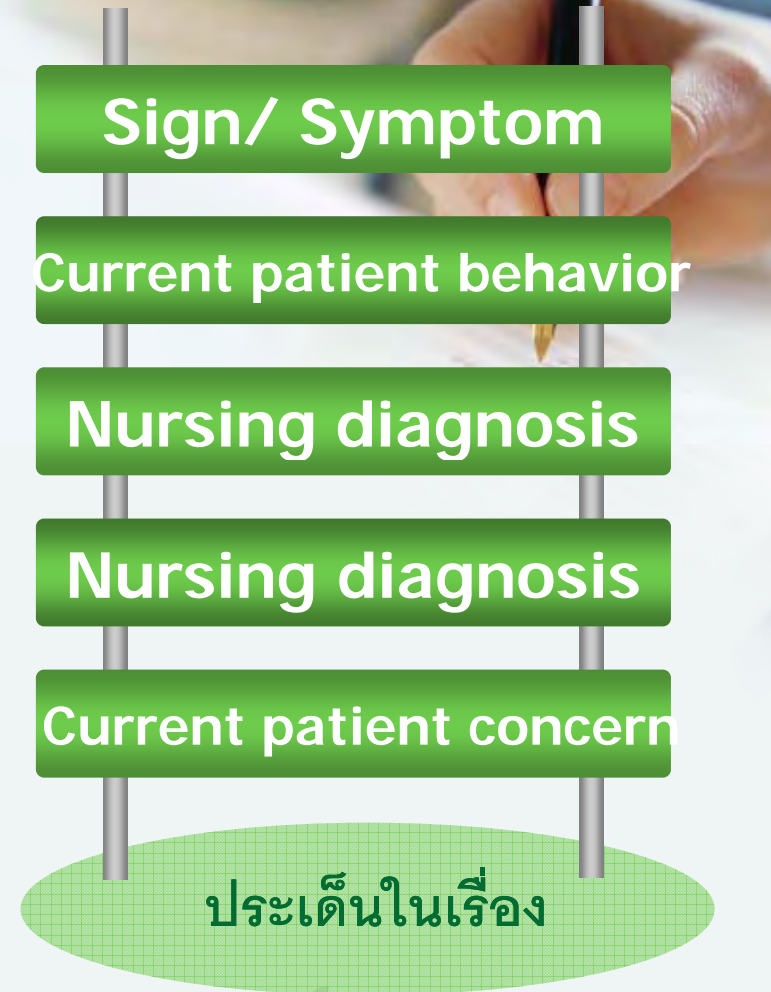 Sign/ Symptom
Current patient behavior
Nursing diagnosis
Nursing diagnosis
Current patient concern
ประเด็นในเรื่อง